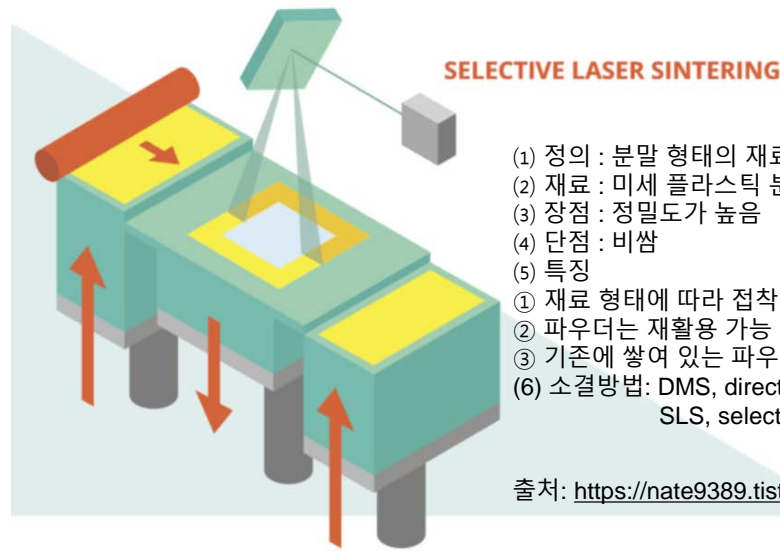 SELECTIVE LASER SINTERING
(1) 정의 : 분말 형태의 재료
(2) 재료 : 미세 플라스틱
(3) 장점 : 정밀도가 높음
(4) 단점 : 비쌈
(5) 특징
① 재료 형태에 따라 접착
② 파우더는 재활용 가능
③ 기존에 쌓여 있는
(6) 소결방법: DMS, direct
SLS, select
출처: https://nate9389.tist